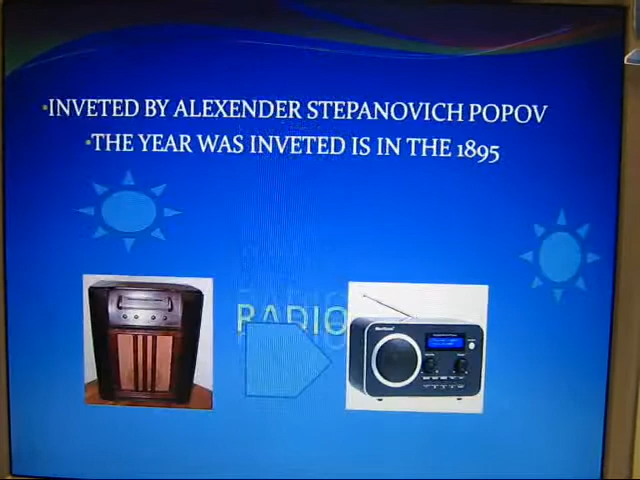 ▪INVETED BY ALEXENDER STEPANOVICH POPOV
▪THE YEAR WAS INVETED IS IN THE 1895
RADIO